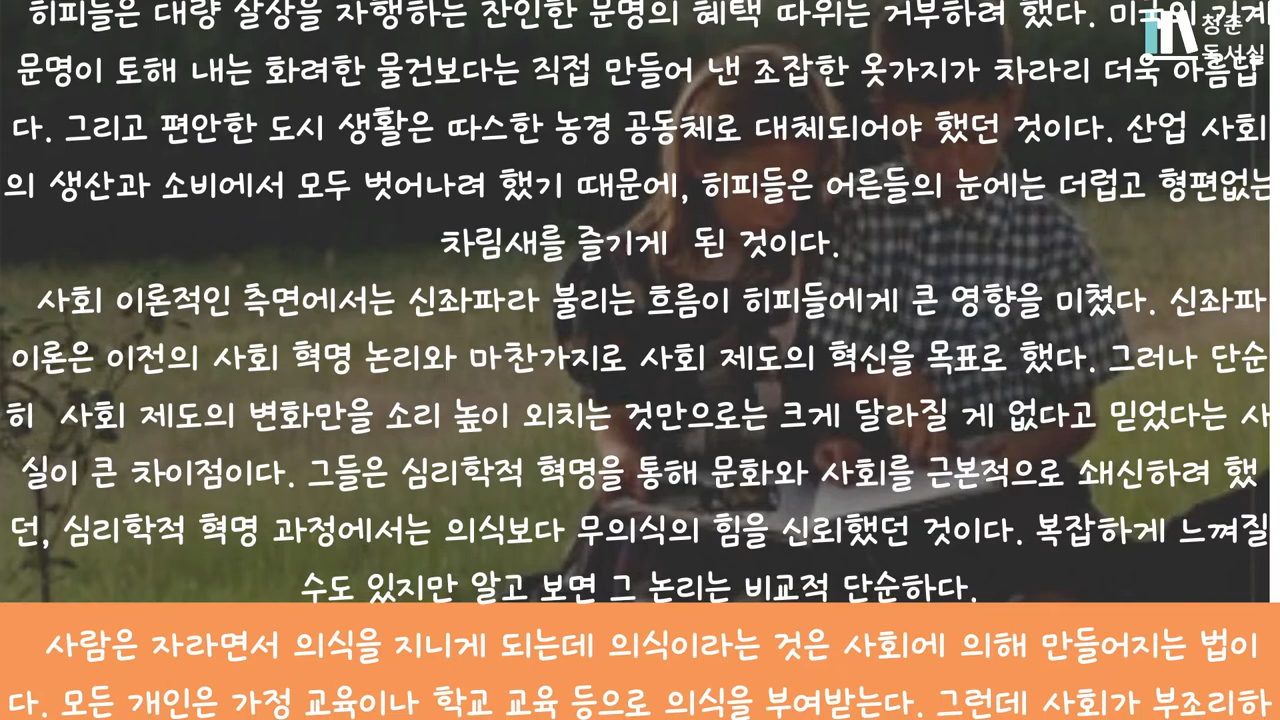 히피들은 대량 살상을 자행하는 잔인한 문명의 혜택 따위는 거부하려 했다. 미국의 기계
문명이 토해 내는 화려한 물건보다는 직접 만들어 낸 조잡한 옷가지가 차라리 더욱 아름답
다. 그리고 편안한 도시 생활은 따스한 농경 공동체로 대체되어야 했던 것이다. 산업 사회
의 생산과 소비에서 모두 벗어나려 했기 때문에, 히피들은 어른들의 눈에는 더럽고 형편없는
차림새를 즐기게 된 것이다.
사회 이론적인 측면에서는 신좌파라 불리는 흐름이 히피들에게 큰 영향을 미쳤다. 신좌파
이론은 이전의 사회 혁명 논리와 마찬가지로 사회 제도의 혁신을 목표로 했다. 그러나 단순
히 사회 제도의 변화만을 소리 높이 외치는 것만으로는 크게 달라질 게 없다고 믿었다는 사
실이 큰 차이점이다. 그들은 심리학적 혁명을 통해 문화와 사회를 근본적으로 쇄신하려 했
던, 심리학적 혁명 과정에서는 의식보다 무의식의 힘을 신뢰했던 것이다. 복잡하게 느껴질
수도 있지만 알고 보면 그 논리는 비교적 단순하다.
사람은 자라면서 의식을 지니게 되는데 의식이라는 것은 사회에 의해 만들어지는 법이
다. 모든 개인은 가정 교육이나 학교 교육 등으로 의식을 부여받는다. 그런데 사회가 부조리하
청춘
독서실